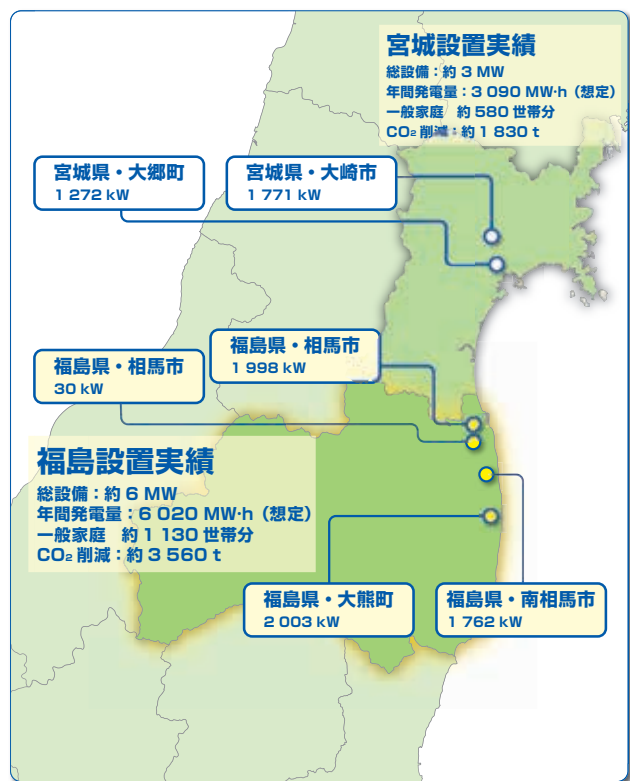 宮城設置実績
総設備：約 3 MW
年間発電量：3 090 MW·h（想定）
一般家庭　約 580 世帯分
CO₂ 削減：約 1 830 t
宮城県・大郷町
1 272 kW
宮城県・大崎市
1 771 kW
福島県・相馬市
1 998 kW
福島県・相馬市
30 kW
福島設置実績
総設備：約 6 MW
年間発電量：6 020 MW·h（想定）
一般家庭　約 1 130 世帯分
CO₂ 削減：約 3 560 t
福島県・大熊町
2 003 kW
福島県・南相馬市
1 762 kW